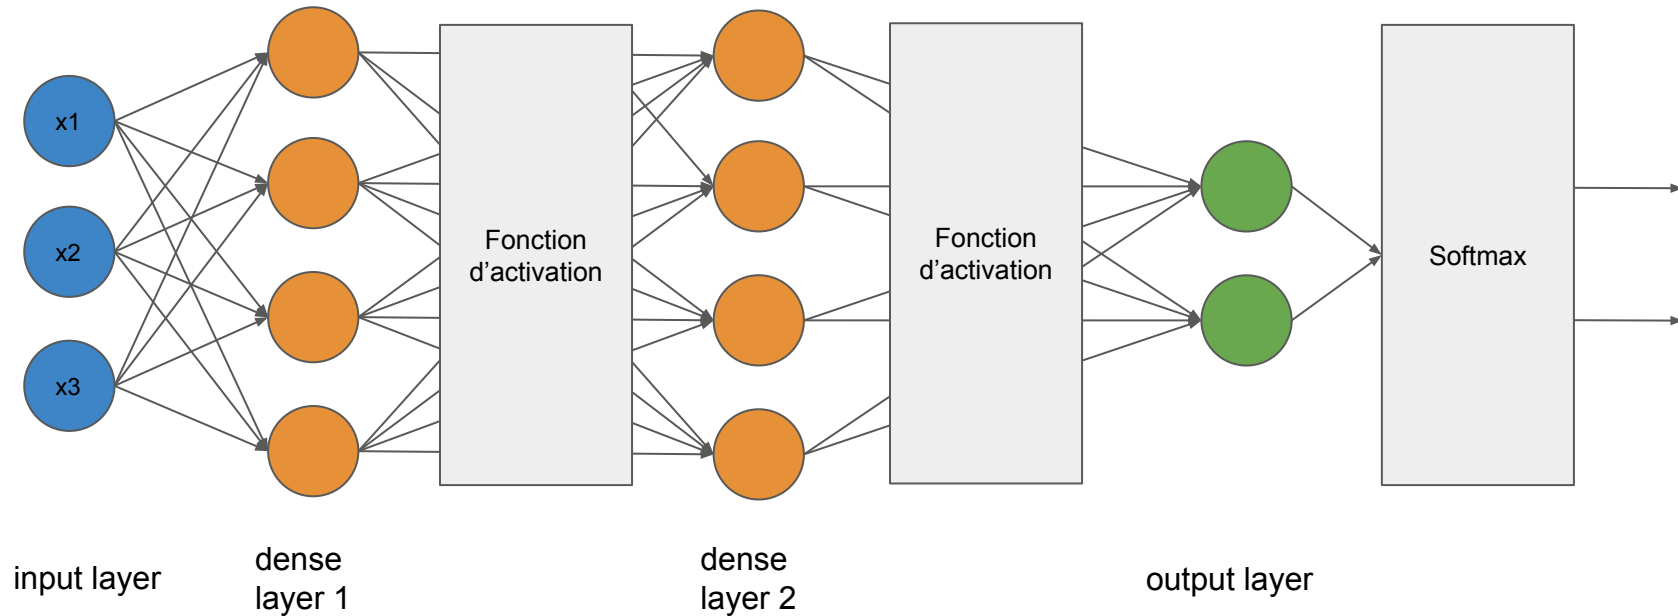 x1
x2
x3
Fonction
d’activation
Fonction
d’activation
Softmax
input layer
dense
layer 1
dense
layer 2
output layer